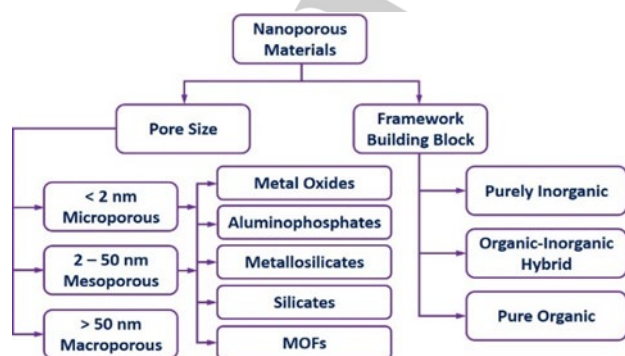 Nanoporous
Materials
Pore Size
Framework
Building Block
< 2 nm
Microporous
2 – 50 nm
Mesoporous
> 50 nm
Macroporous
Metal Oxides
Aluminophosphates
Metallosilicates
Silicates
MOFs
Purely Inorganic
Organic-Inorganic
Hybrid
Pure Organic